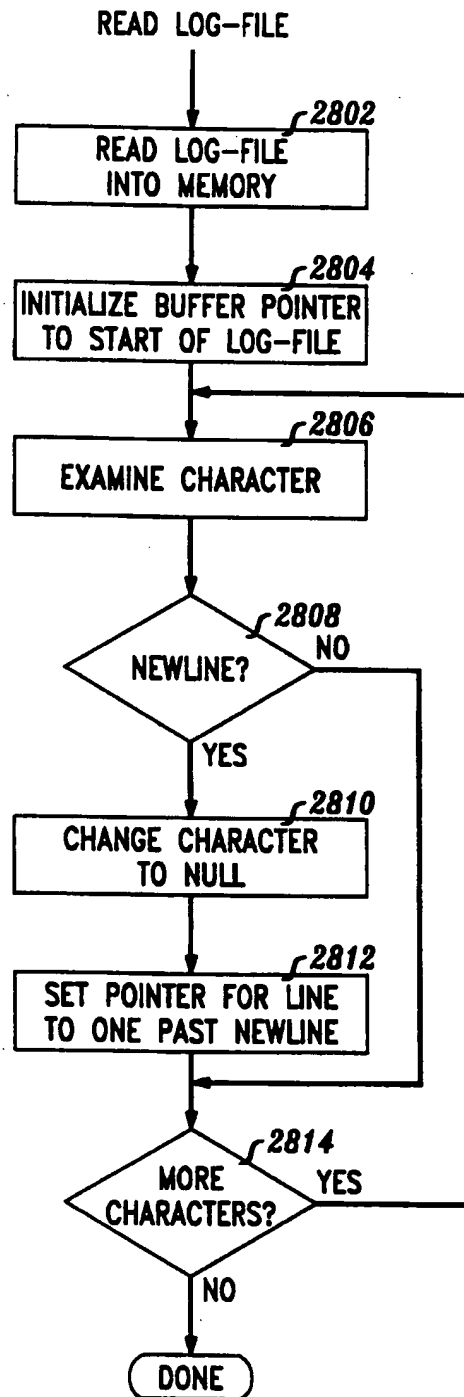 READ LOG-FILE
2802
READ LOG-FILE
INTO MEMORY
2804
INITIALIZE BUFFER POINTER
TO START OF LOG-FILE
2806
EXAMINE CHARACTER
2808
NEWLINE?
NO
YES
2810
CHANGE CHARACTER
TO NULL
2812
SET POINTER FOR LINE
TO ONE PAST NEWLINE
2814
MORE
CHARACTERS?
YES
NO
DONE